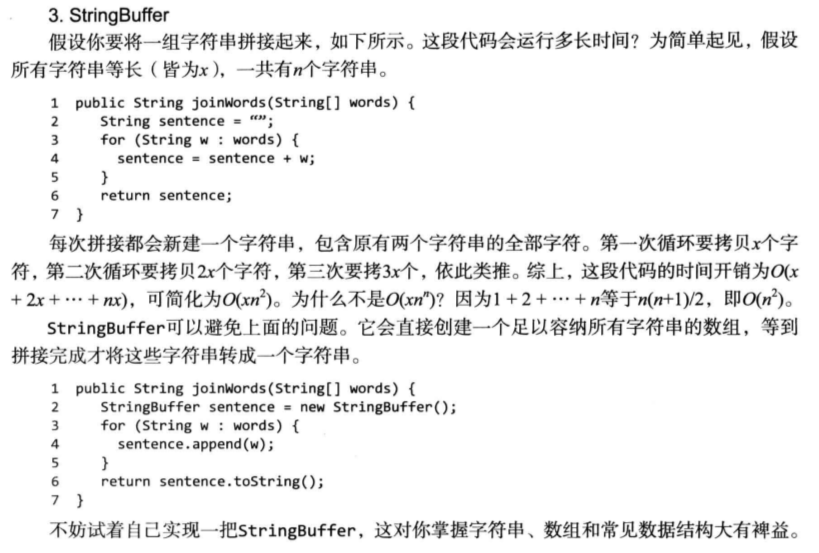 3. StringBuffer
假设你要将一组字符串拼接起来，如下所示。这段代码会运行多长时间？为简单起见，假设
所有字符串等长（皆为x），一共有n个字符串。
1 public String joinWords(String[] words) {
2   String sentence = “”;
3   for (String w : words) {
4     sentence = sentence + w;
5   }
6   return sentence;
7 }
每次拼接都会新建一个字符串，包含原有两个字符串的全部字符。第一次循环要拷贝x个字
符，第二次循环要拷贝2x个字符，第三次要拷3x个，依此类推。综上，这段代码的时间开销为O(x
+ 2x + ··· + nx)，可简化为O(xn²)。为什么不是O(xnⁿ)？因为1 + 2 + ··· + n等于n(n+1)/2，即O(n²)。
StringBuffer可以避免上面的问题。它会直接创建一个足以容纳所有字符串的数组，等到
拼接完成才将这些字符串转成一个字符串。
1 public String joinWords(String[] words) {
2   StringBuffer sentence = new StringBuffer();
3   for (String w : words) {
4     sentence.append(w);
5   }
6   return sentence.toString();
7 }
不妨试着自己实现一把StringBuffer，这对你掌握字符串、数组和常见数据结构大有裨益。